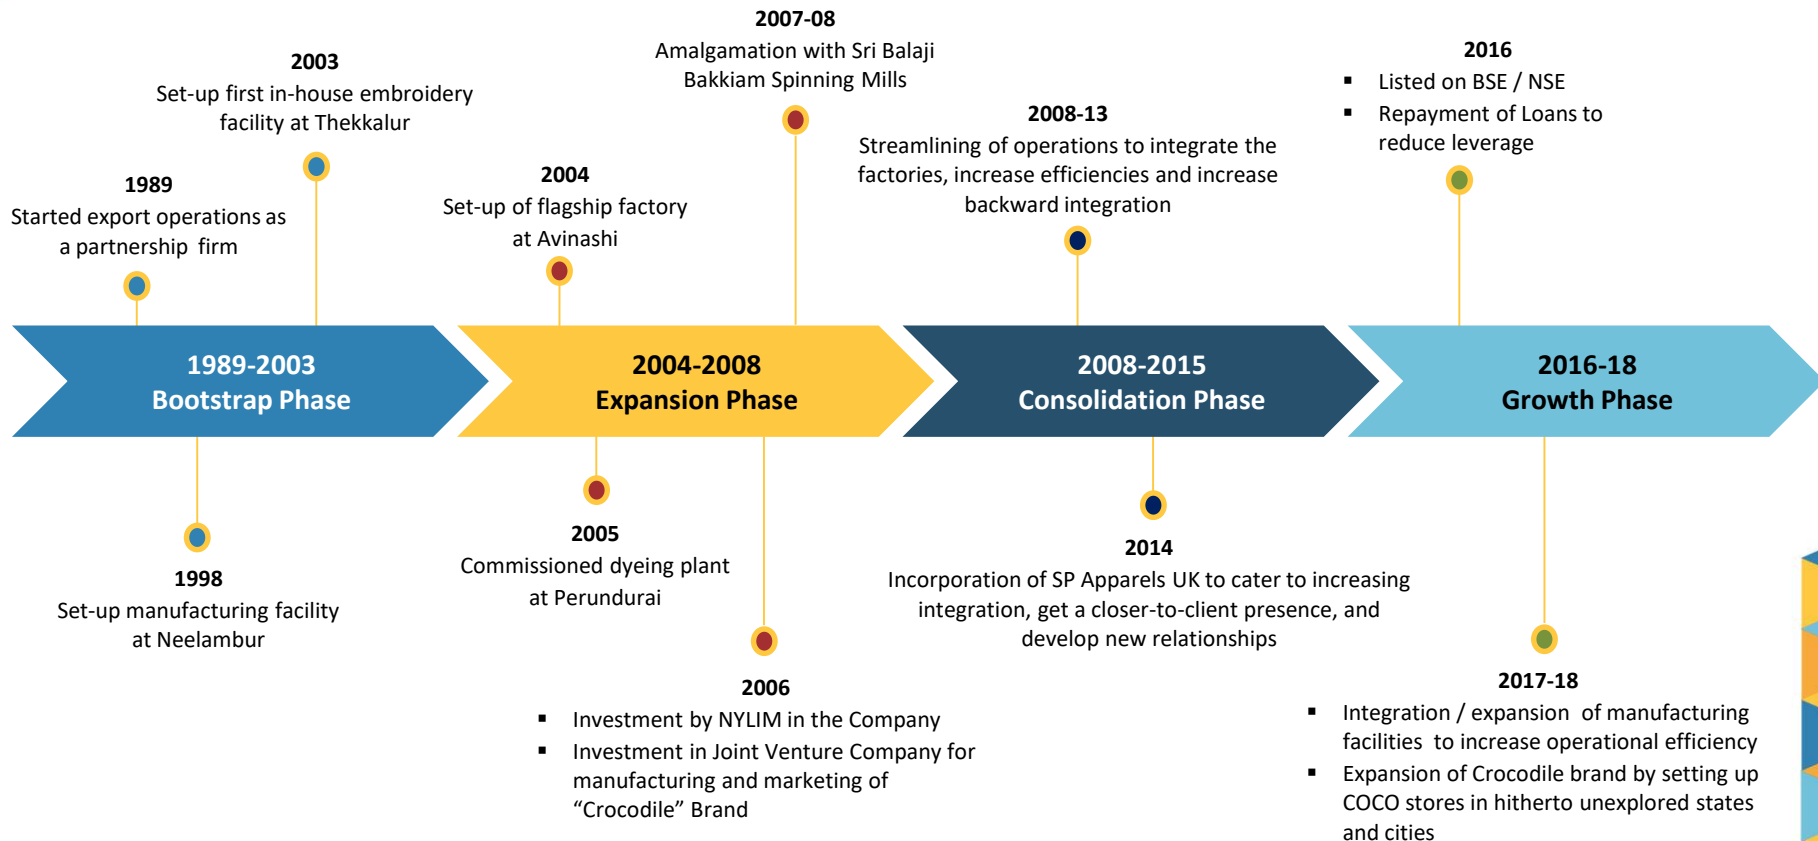 1989
Started export operations as
a partnership firm
2003
Set-up first in-house embroidery
facility at Thekkalur
2004
Set-up of flagship factory
at Avinashi
2007-08
Amalgamation with Sri Balaji
Bakkiam Spinning Mills
2008-13
Streamlining of operations to integrate the
factories, increase efficiencies and increase
backward integration
2016
▪ Listed on BSE / NSE
▪ Repayment of Loans to
reduce leverage
1989-2003
Bootstrap Phase
2004-2008
Expansion Phase
2008-2015
Consolidation Phase
2016-18
Growth Phase
1998
Set-up manufacturing facility
at Neelambur
2005
Commissioned dyeing plant
at Perundurai
2006
▪ Investment by NYLIM in the Company
▪ Investment in Joint Venture Company for
manufacturing and marketing of
“Crocodile” Brand
2014
Incorporation of SP Apparels UK to cater to increasing
integration, get a closer-to-client presence, and
develop new relationships
2017-18
▪ Integration / expansion of manufacturing
facilities to increase operational efficiency
▪ Expansion of Crocodile brand by setting up
COCO stores in hitherto unexplored states
and cities